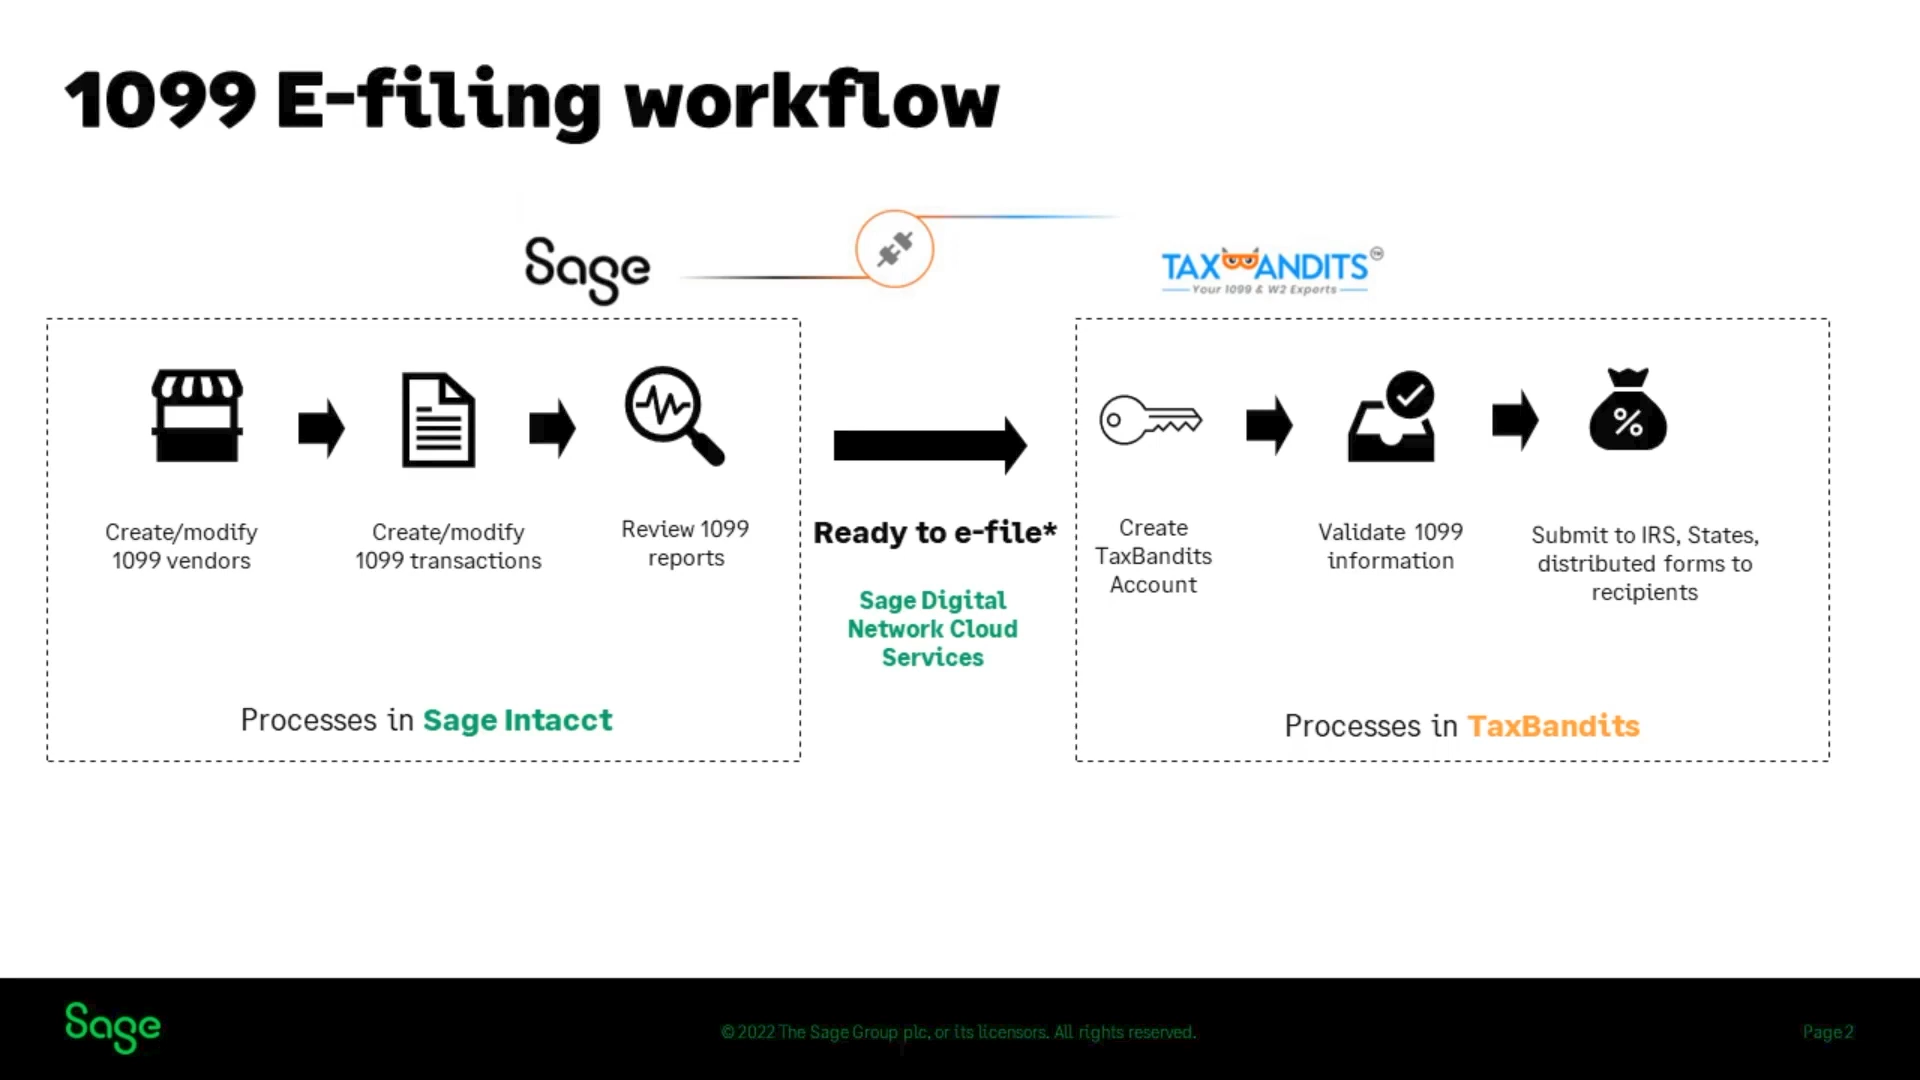 1099 E-filing workflow
Sage
TAXBANDITS™
Your 1099 & W2 Experts
Create/modify
1099 vendors
Create/modify
1099 transactions
Review 1099
reports
Ready to e-file*
Sage Digital
Network Cloud
Services
Create
TaxBandits
Account
Validate 1099
information
%
Submit to IRS, States,
distributed forms to
recipients
Processes in Sage Intacct
Processes in TaxBandits
Sage
© 2022 The Sage Group plc, or its licensors. All rights reserved.
Page 2